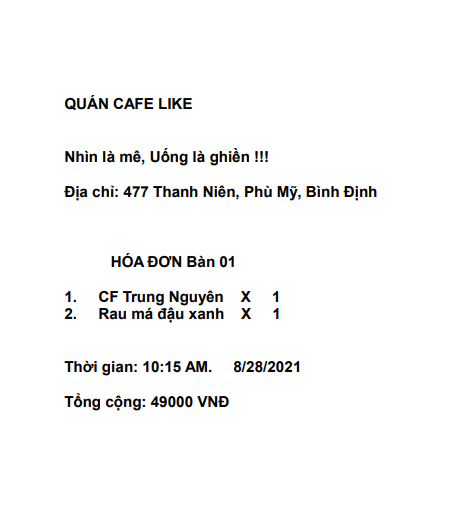 QUÁN CAFE LIKE
Nhìn là mê, Uống là ghiền !!!
Địa chỉ: 477 Thanh Niên, Phù Mỹ, Bình Định
HÓA ĐƠN Bàn 01
1. CF Trung Nguyên X 1
2. Rau má đậu xanh X 1
Thời gian: 10:15 AM. 8/28/2021
Tổng cộng: 49000 VNĐ